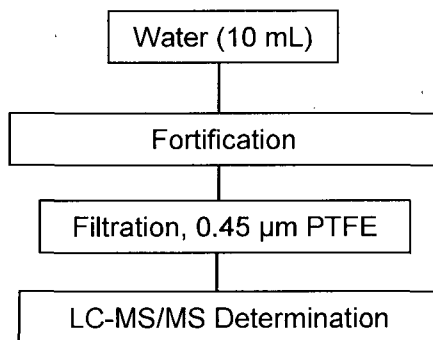 Water (10 mL)
Fortification
Filtration, 0.45 µm PTFE
LC-MS/MS Determination